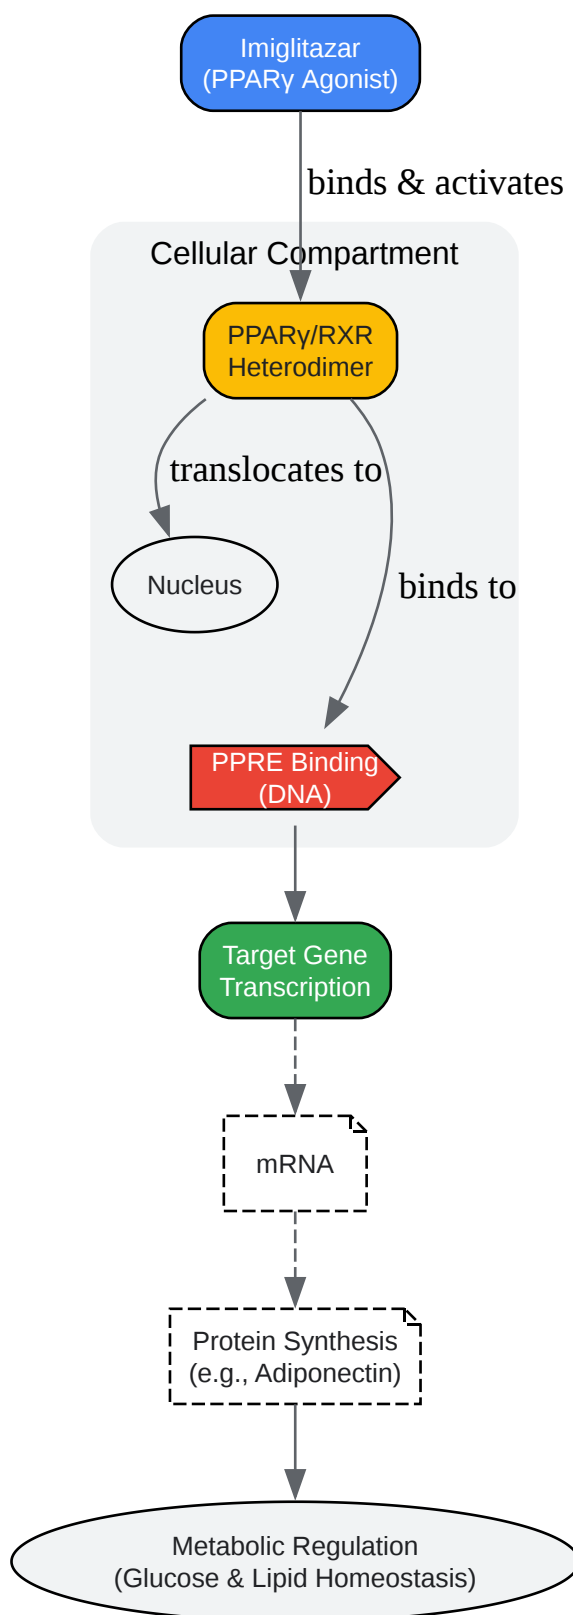 Imiglitazar
(PPARγ Agonist)
binds & activates
Cellular Compartment
PPARγ/RXR
Heterodimer
translocates to
Nucleus
binds to
PPRE Binding
(DNA)
Target Gene
Transcription
mRNA
Protein Synthesis
(e.g., Adiponectin)
Metabolic Regulation
(Glucose & Lipid Homeostasis)